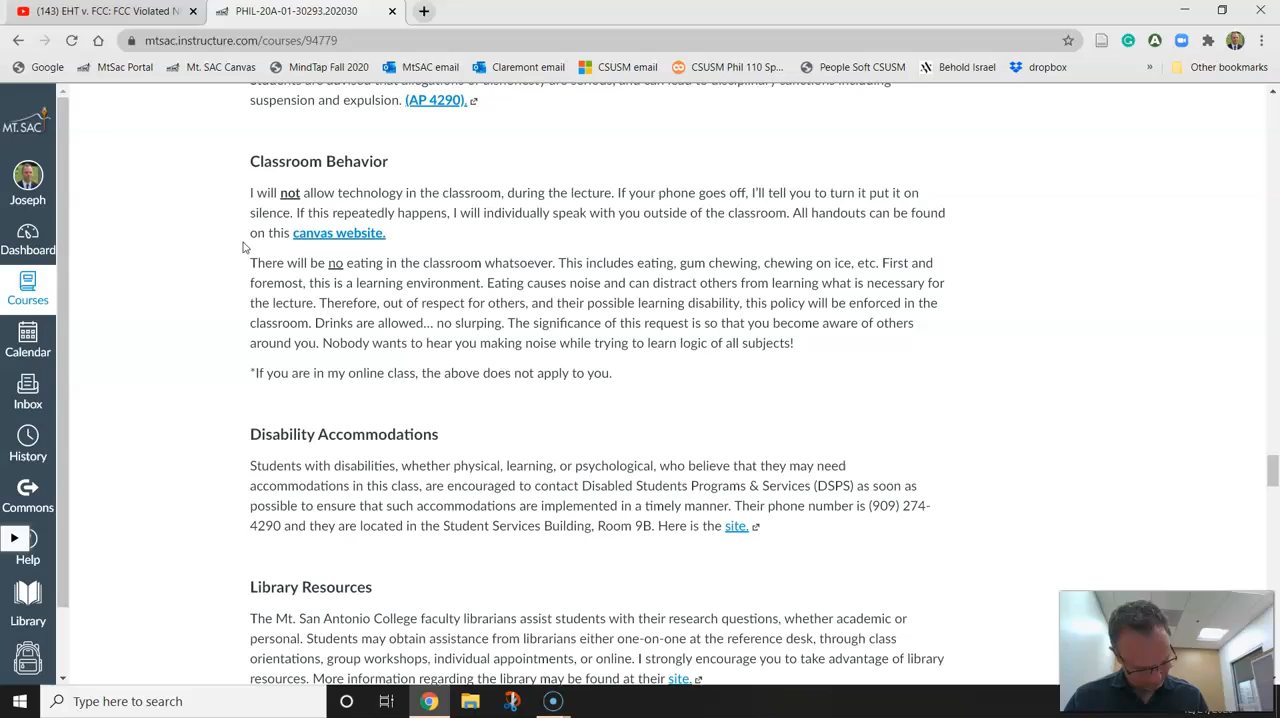 (143) EHT v. FCC: FCC Violated N
PHIL-20A-01-30293.202030
mtsac.instructure.com/courses/94779
Google
MtSac Portal
Mt. SAC Canvas
MindTap Fall 2020
MtSAC email
Claremont email
CSUSM email
CSUSM Phil 110 Sp...
People Soft CSUSM
Behold Israel
dropbox
»
Other bookmarks
suspension and expulsion. (AP 4290).
Classroom Behavior
I will not allow technology in the classroom, during the lecture. If your phone goes off, I'll tell you to turn it put it on
silence. If this repeatedly happens, I will individually speak with you outside of the classroom. All handouts can be found
on this canvas website.
There will be no eating in the classroom whatsoever. This includes eating, gum chewing, chewing on ice, etc. First and
foremost, this is a learning environment. Eating causes noise and can distract others from learning what is necessary for
the lecture. Therefore, out of respect for others, and their possible learning disability, this policy will be enforced in the
classroom. Drinks are allowed... no slurping. The significance of this request is so that you become aware of others
around you. Nobody wants to hear you making noise while trying to learn logic of all subjects!
*If you are in my online class, the above does not apply to you.
Disability Accommodations
Students with disabilities, whether physical, learning, or psychological, who believe that they may need
accommodations in this class, are encouraged to contact Disabled Students Programs & Services (DSPS) as soon as
possible to ensure that such accommodations are implemented in a timely manner. Their phone number is (909) 274-
4290 and they are located in the Student Services Building, Room 9B. Here is the site.
Library Resources
The Mt. San Antonio College faculty librarians assist students with their research questions, whether academic or
personal. Students may obtain assistance from librarians either one-on-one at the reference desk, through class
orientations, group workshops, individual appointments, or online. I strongly encourage you to take advantage of library
resources. More information regarding the library may be found at their site.
MT. SAC
Joseph
Dashboard
Courses
Calendar
Inbox
History
Commons
Help
Library
Type here to search